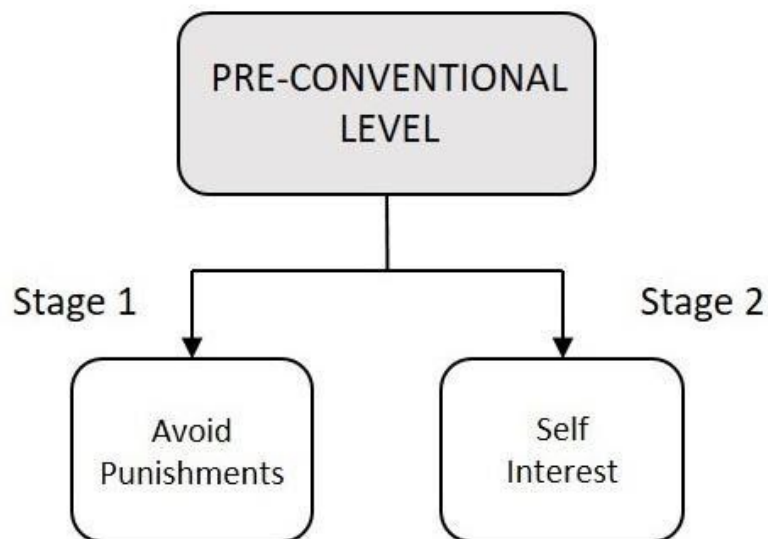 PRE-CONVENTIONAL
LEVEL
Stage 1
Stage 2
Avoid
Punishments
Self
Interest